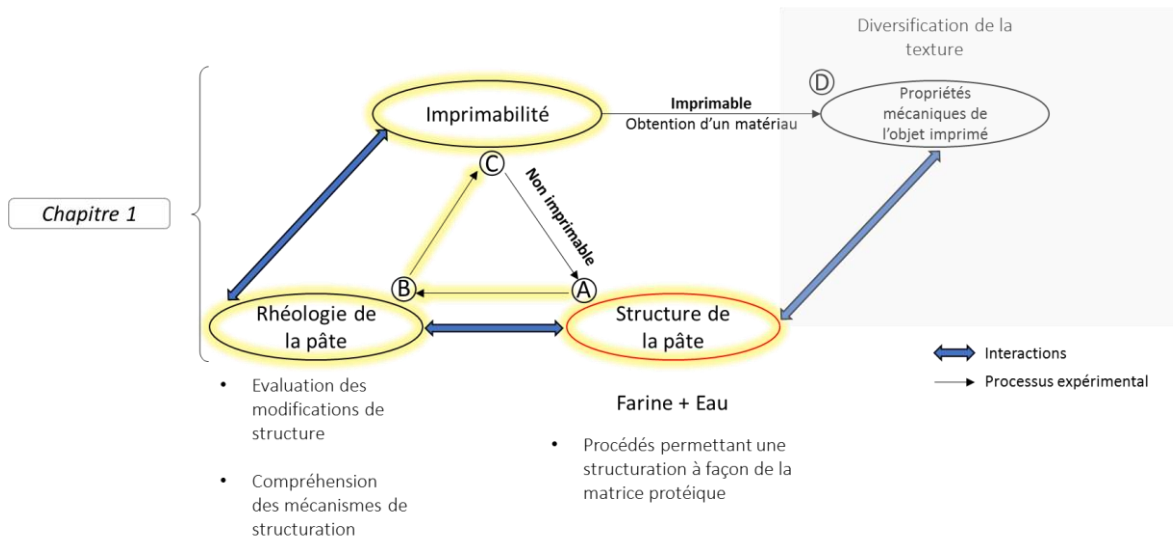 Diversification de la
texture
D
Propriétés
mécaniques de
l'objet imprimé
Imprimabilité
Imprimable
Obtention d'un matériau
C
Non imprimable
Chapitre 1
B
A
Rhéologie de
la pâte
Structure de
la pâte
Interactions
Processus expérimental
• Evaluation des
modifications de
structure
• Compréhension
des mécanismes de
structuration
Farine + Eau
• Procédés permettant une
structuration à façon de la
matrice protéique